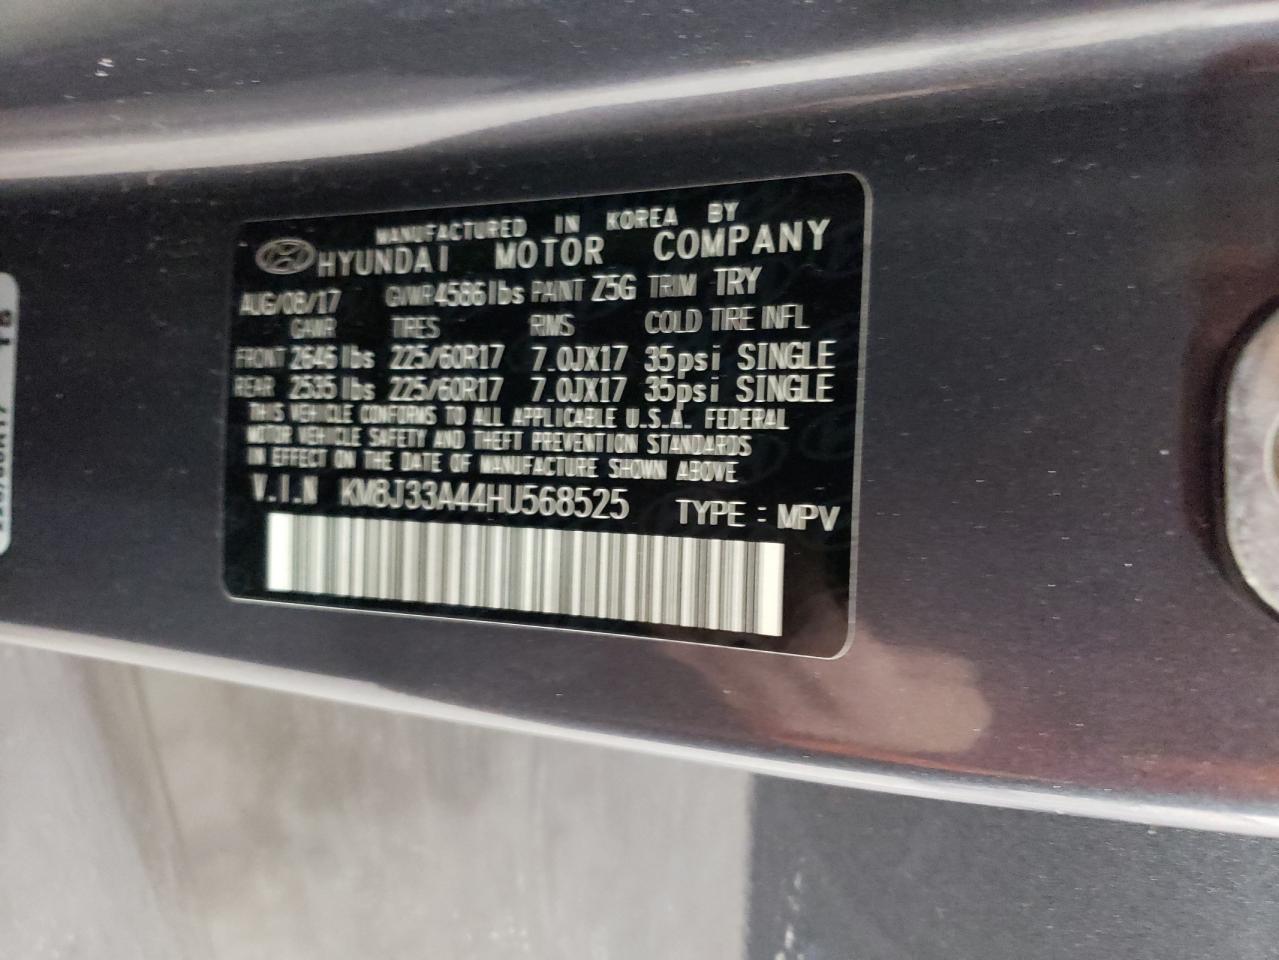 MANUFACTURED IN KOREA BY
HYUNDAI MOTOR COMPANY
AUG/08/17 GVWR 4586lbs PAINT Z5G TRIM TRY
GAWR TIRES RIMS COLD TIRE INFL
FRONT 2646 lbs 225/60R17 7.0JX17 35psi SINGLE
REAR 2535 lbs 225/60R17 7.0JX17 35psi SINGLE
THIS VEHICLE CONFORMS TO ALL APPLICABLE U.S.A. FEDERAL
MOTOR VEHICLE SAFETY AND THEFT PREVENTION STANDARDS
IN EFFECT ON THE DATE OF MANUFACTURE SHOWN ABOVE
V.I.N KM8J33A44HU568525 TYPE : MPV